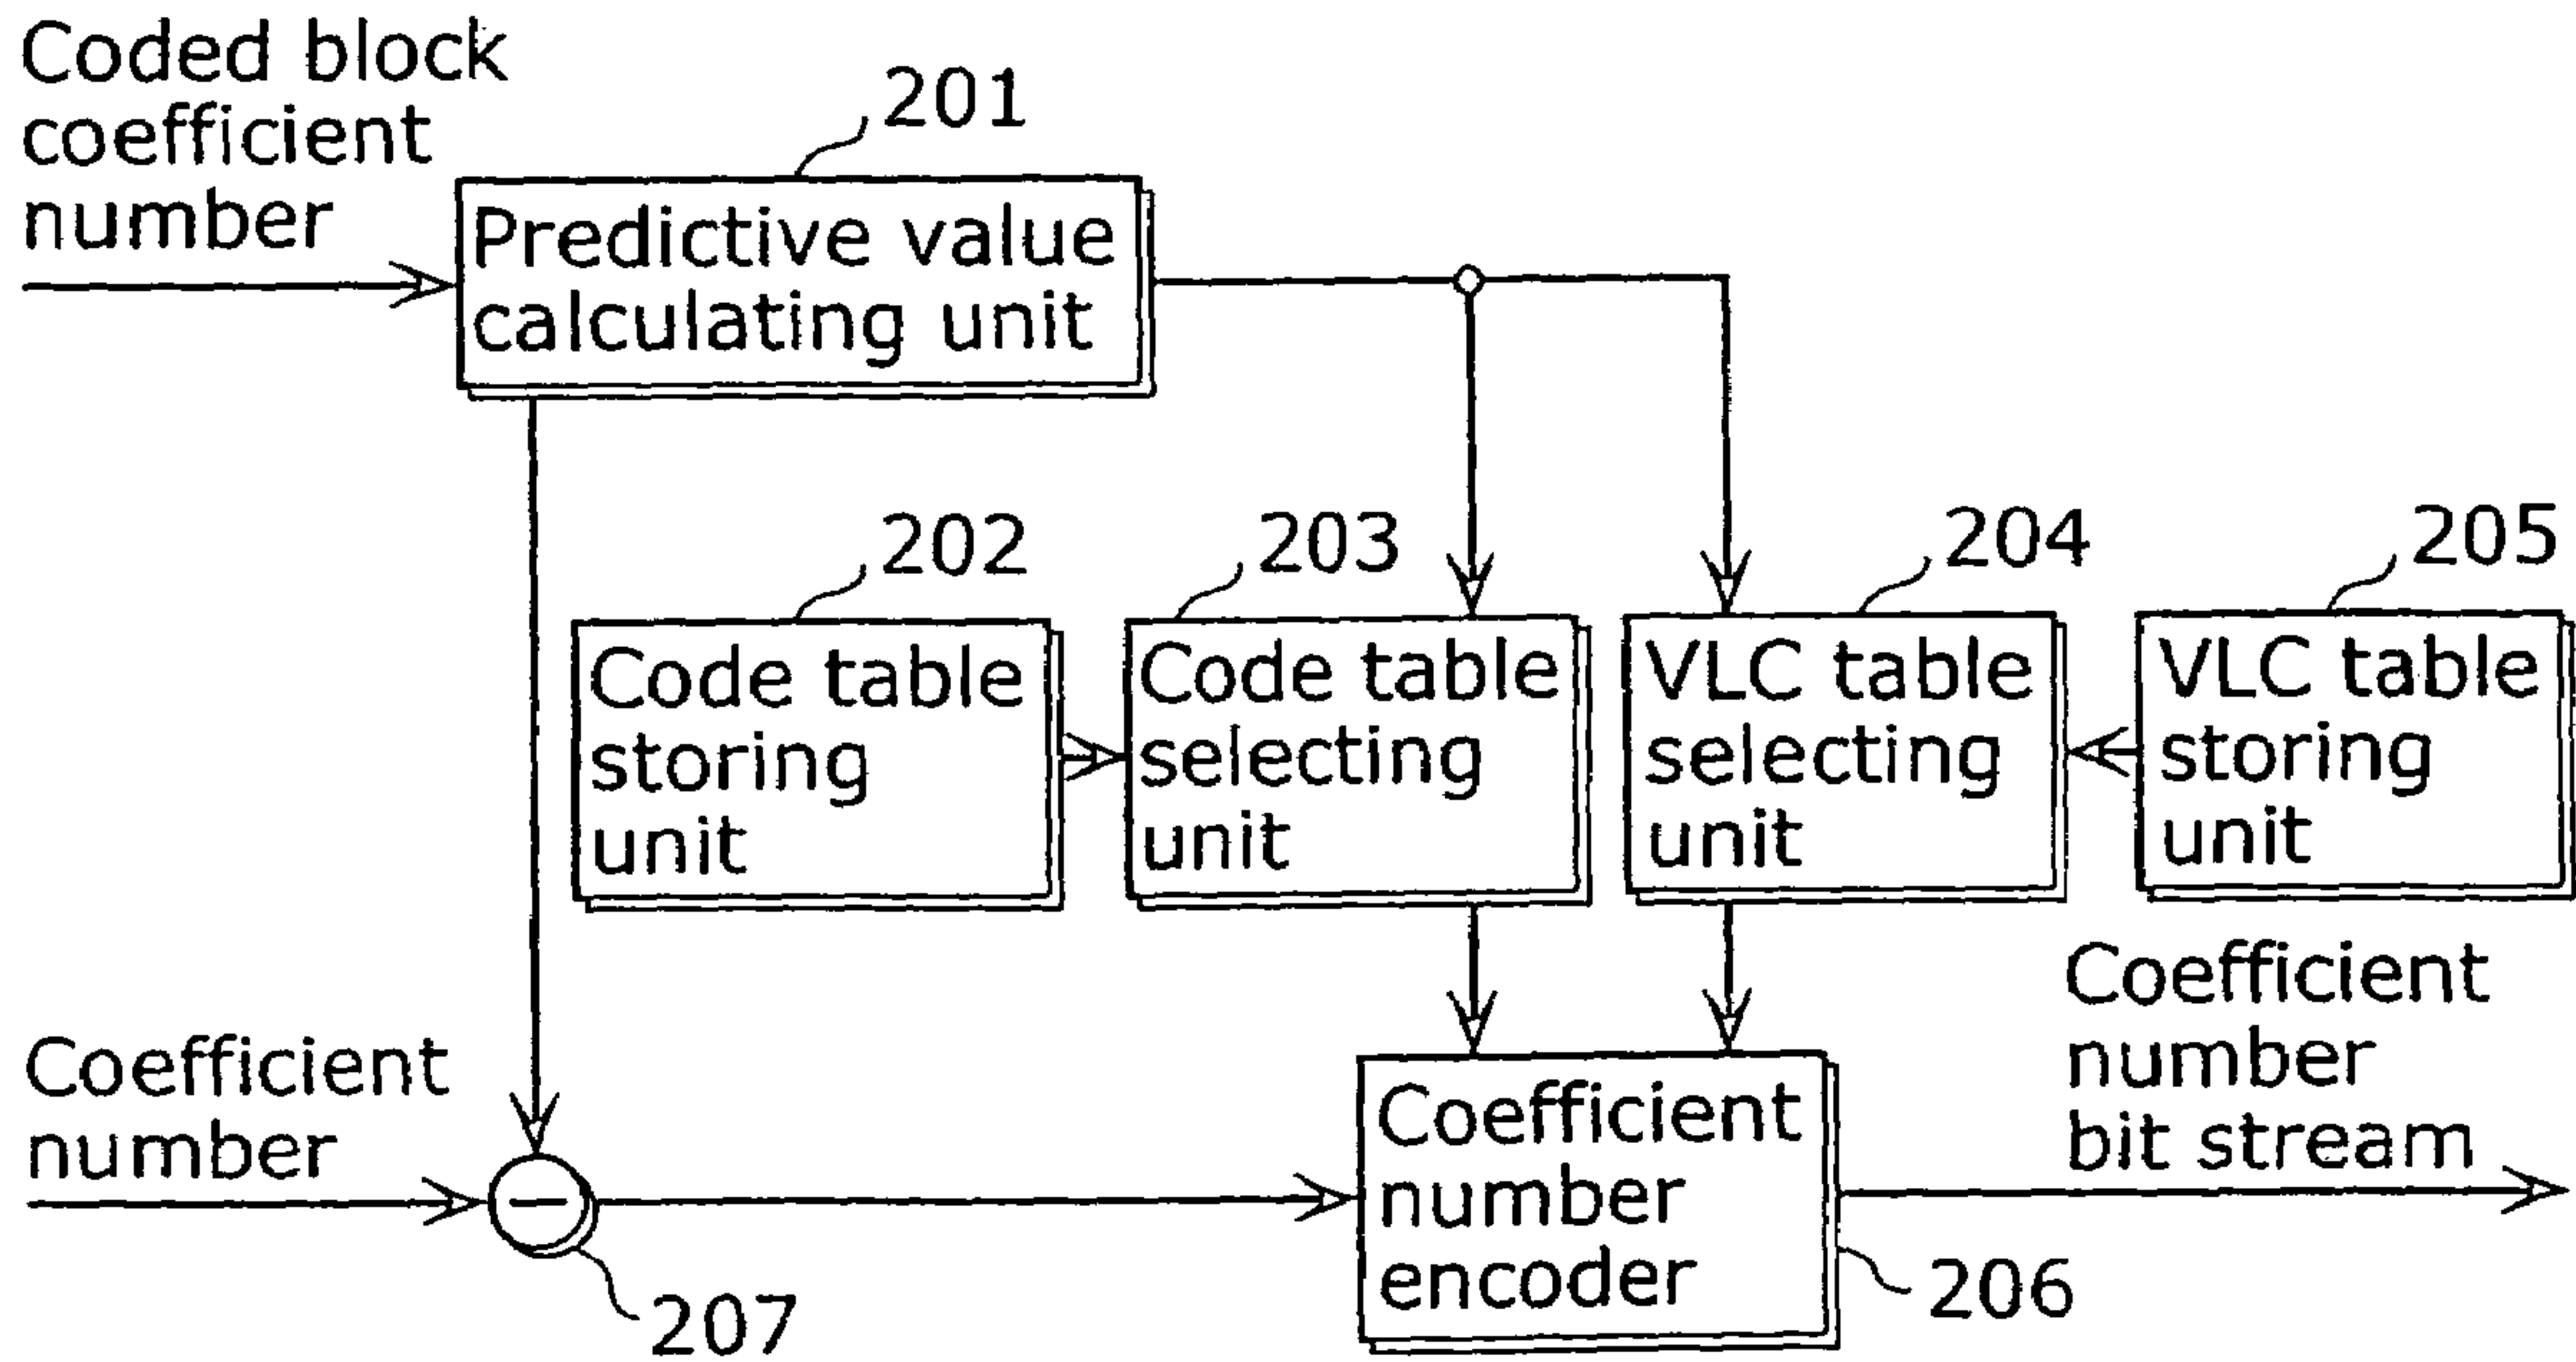 Coded block
coefficient
number
201
Predictive value
calculating unit
202
203
204
205
Code table
storing
unit
Code table
selecting
unit
VLC table
selecting
unit
VLC table
storing
unit
Coefficient
number
207
Coefficient
number
encoder
206
Coefficient
number
bit stream